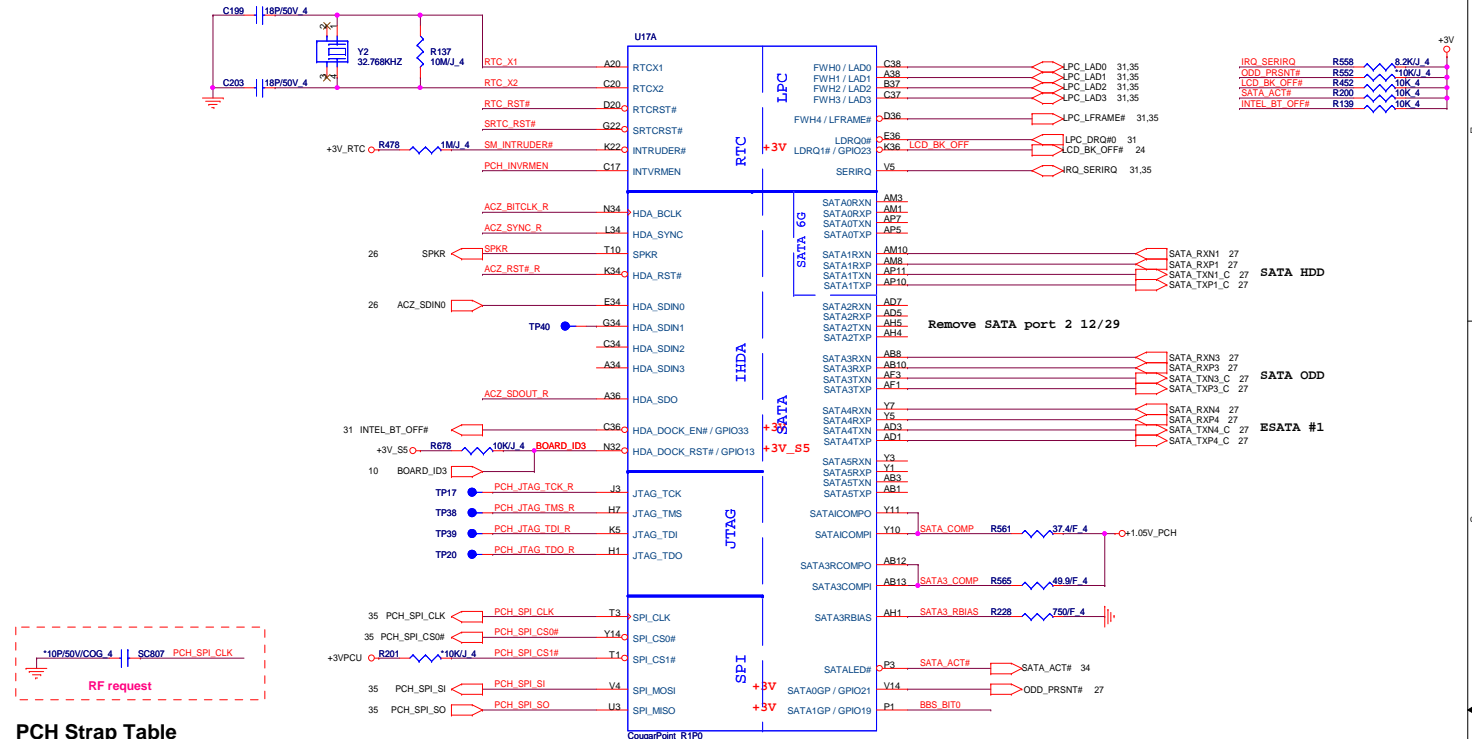 C199 18P/50V_4
Y2
32.768KHZ
2 1
3 4
R137
10M/J_4
C203 18P/50V_4
RTC_X1 A20 RTCX1
RTC_X2 C20 RTCX2
RTC_RST# D20 RTCRST#
SRTC_RST# G22 SRTCRST#
+3V_RTC R478 1M/J_4 SM_INTRUDER# K22 INTRUDER#
PCH_INVRMEN C17 INTVRMEN
U17A
RTC
LPC
+3V
FWH0 / LAD0 C38 LPC_LAD0 31,35
FWH1 / LAD1 A38 LPC_LAD1 31,35
FWH2 / LAD2 B37 LPC_LAD2 31,35
FWH3 / LAD3 C37 LPC_LAD3 31,35
FWH4 / LFRAME# D36 LPC_LFRAME# 31,35
LDRQ0# E36 LPC_DRQ#0 31
LDRQ1# / GPIO23 K36 LCD_BK_OFF LCD_BK_OFF# 24
SERIRQ V5 IRQ_SERIRQ 31,35
+3V
IRQ_SERIRQ R558 8.2K/J_4
ODD_PRSNT# R552 *10K/J_4
LCD_BK_OFF# R452 10K_4
SATA_ACT# R200 10K_4
INTEL_BT_OFF# R139 10K_4
ACZ_BITCLK_R N34 HDA_BCLK
ACZ_SYNC_R L34 HDA_SYNC
26 SPKR SPKR T10 SPKR
ACZ_RST#_R K34 HDA_RST#
26 ACZ_SDIN0 E34 HDA_SDIN0
TP40 G34 HDA_SDIN1
C34 HDA_SDIN2
A34 HDA_SDIN3
ACZ_SDOUT_R A36 HDA_SDO
31 INTEL_BT_OFF# C36 HDA_DOCK_EN# / GPIO33 +3V
+3V_S5 R678 10K/J_4 BOARD_ID3 N32 HDA_DOCK_RST# / GPIO13 +3V_S5
10 BOARD_ID3
IHDA
SATA 6G
SATA
SATA0RXN AM3
SATA0RXP AM1
SATA0TXN AP7
SATA0TXP AP5
SATA1RXN AM10 SATA_RXN1 27
SATA1RXP AM8 SATA_RXP1 27
SATA1TXN AP11 SATA_TXN1_C 27
SATA1TXP AP10 SATA_TXP1_C 27
SATA HDD
SATA2RXN AD7
SATA2RXP AD5
SATA2TXN AH5
SATA2TXP AH4
Remove SATA port 2 12/29
SATA3RXN AB8 SATA_RXN3 27
SATA3RXP AB10 SATA_RXP3 27
SATA3TXN AF3 SATA_TXN3_C 27
SATA3TXP AF1 SATA_TXP3_C 27
SATA ODD
SATA4RXN Y7 SATA_RXN4 27
SATA4RXP Y5 SATA_RXP4 27
SATA4TXN AD3 SATA_TXN4_C 27
SATA4TXP AD1 SATA_TXP4_C 27
ESATA #1
SATA5RXN Y3
SATA5RXP Y1
SATA5TXN AB3
SATA5TXP AB1
SATAICOMPO Y11
SATAICOMPI Y10 SATA_COMP R561 37.4/F_4 +1.05V_PCH
SATA3RCOMPO AB12
SATA3COMPI AB13 SATA3_COMP R565 49.9/F_4
SATA3RBIAS AH1 SATA3_RBIAS R228 750/F_4
SATALED# P3 SATA_ACT# SATA_ACT# 34
+3V SATA0GP / GPIO21 V14 ODD_PRSNT# 27
+3V SATA1GP / GPIO19 P1 BBS_BIT0
TP17 PCH_JTAG_TCK_R J3 JTAG_TCK
TP38 PCH_JTAG_TMS_R H7 JTAG_TMS
TP39 PCH_JTAG_TDI_R K5 JTAG_TDI
TP20 PCH_JTAG_TDO_R H1 JTAG_TDO
JTAG
35 PCH_SPI_CLK PCH_SPI_CLK T3 SPI_CLK
35 PCH_SPI_CS0# PCH_SPI_CS0# Y14 SPI_CS0#
+3VPCU R201 *10K/J_4 PCH_SPI_CS1# T1 SPI_CS1#
35 PCH_SPI_SI PCH_SPI_SI V4 SPI_MOSI
35 PCH_SPI_SO PCH_SPI_SO U3 SPI_MISO
SPI
CougarPoint_R1P0
*10P/50V/COG_4 SC807 PCH_SPI_CLK
RF request
PCH Strap Table